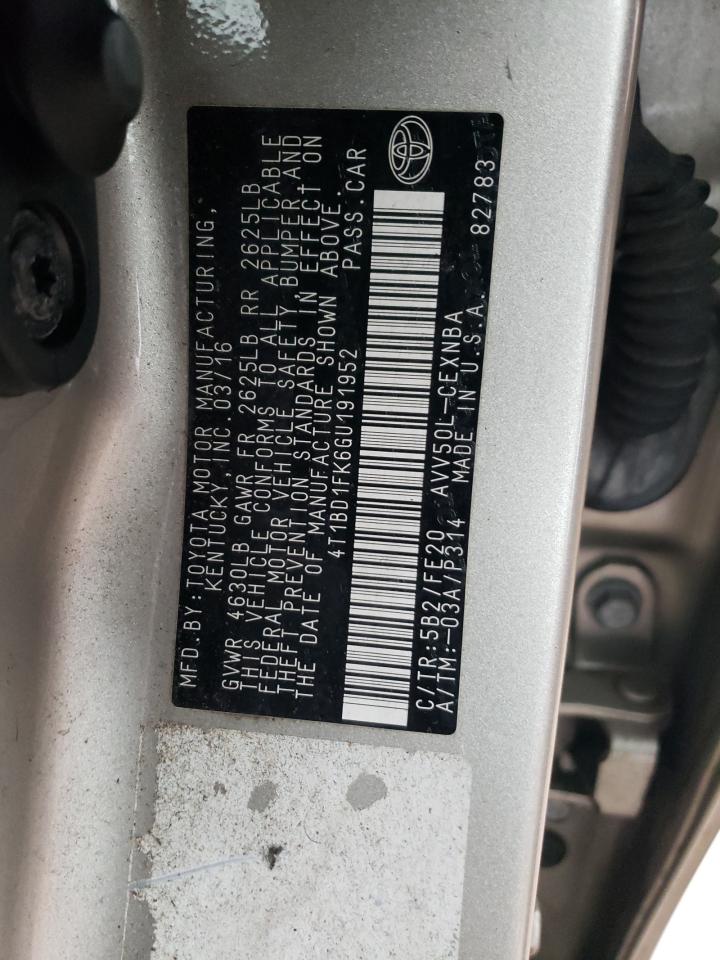 MFD.BY:TOYOTA MOTOR MANUFACTURING,
KENTUCKY, INC 03/16
GVWR 4630LB GAWR FR 2625LB RR 2625LB
THIS VEHICLE CONFORMS TO ALL APPLICABLE
FEDERAL MOTOR VEHICLE SAFETY,BUMPER,AND
THEFT PREVENTION STANDARDS IN EFFECT ON
THE DATE OF MANUFACTURE SHOWN ABOVE.
4T1BD1FK6GU191952 PASS.CAR
C/TR:5B2/FE20 AVV50L-CEXNBA
A/TM:-03A/P314 MADE IN U.S.A. 82783